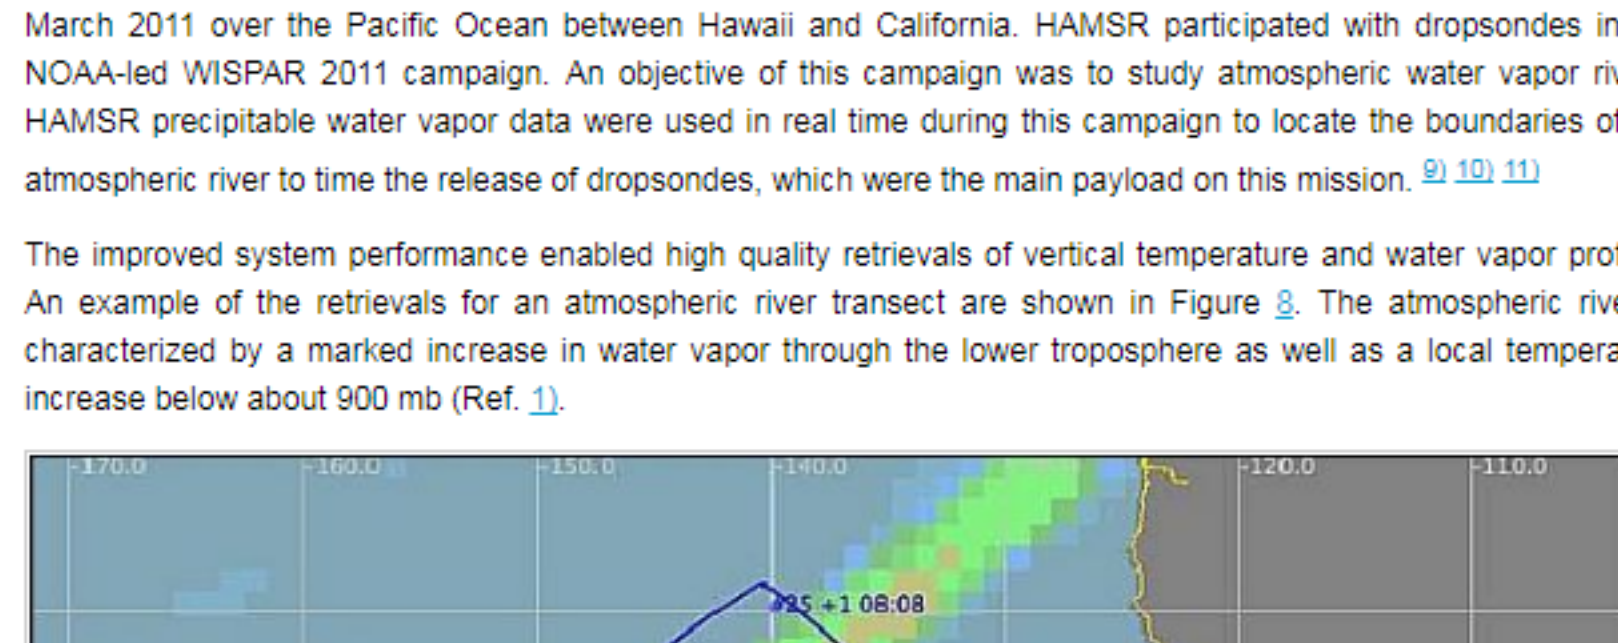 March 2011 over the Pacific Ocean between Hawaii and California. HAMSR participated with dropsondes in
NOAA-led WISPAR 2011 campaign. An objective of this campaign was to study atmospheric water vapor riv
HAMSR precipitable water vapor data were used in real time during this campaign to locate the boundaries of
atmospheric river to time the release of dropsondes, which were the main payload on this mission. 9) 10) 11)
The improved system performance enabled high quality retrievals of vertical temperature and water vapor prof
An example of the retrievals for an atmospheric river transect are shown in Figure 8. The atmospheric rive
characterized by a marked increase in water vapor through the lower troposphere as well as a local tempera
increase below about 900 mb (Ref. 1).
-170.0 -160.0 -150.0 -140.0 -120.0 -110.0
+1 08:08